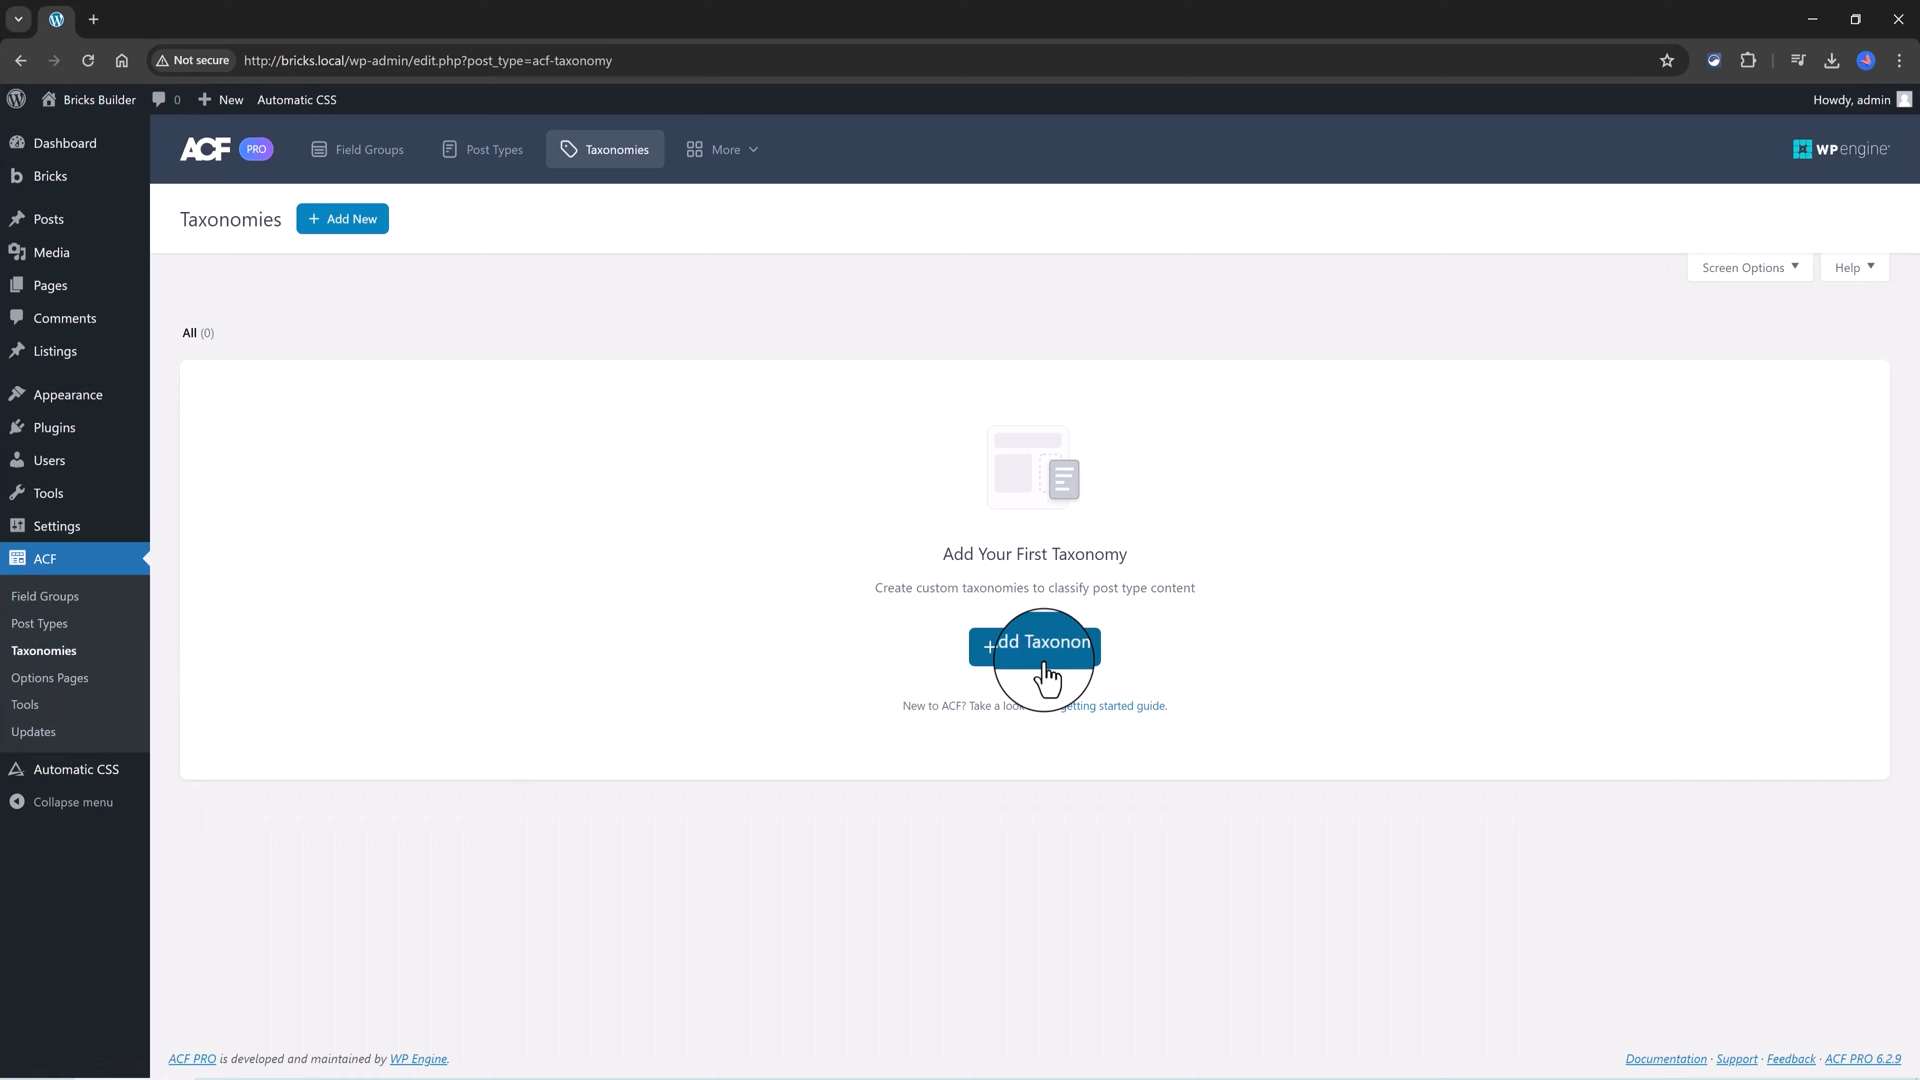 Not secure http://bricks.local/wp-admin/edit.php?post_type=acf-taxonomy
Bricks Builder 0 New Automatic CSS Howdy, admin
ACF PRO Field Groups Post Types Taxonomies More WP engine
Dashboard
Bricks
Posts
Media
Pages
Comments
Listings
Appearance
Plugins
Users
Tools
Settings
ACF
Field Groups
Post Types
Taxonomies
Options Pages
Tools
Updates
Automatic CSS
Collapse menu
Taxonomies + Add New
Screen Options Help
All (0)
Add Your First Taxonomy
Create custom taxonomies to classify post type content
+ dd Taxonon
New to ACF? Take a look getting started guide.
ACF PRO is developed and maintained by WP Engine.
Documentation · Support · Feedback · ACF PRO 6.2.9